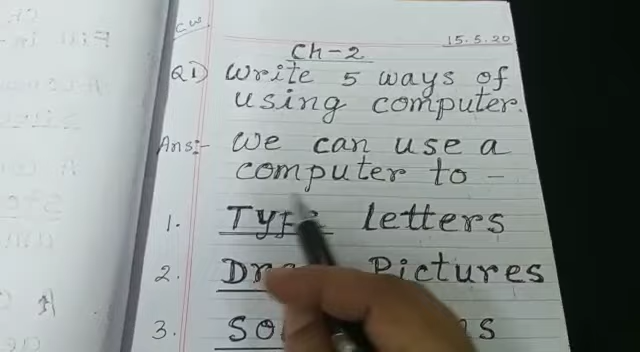 C.W.
15.5.20
Ch-2
Q1) Write 5 ways of
using computer.
Ans:- We can use a
computer to -
1. Type letters
2. Pictures
3.